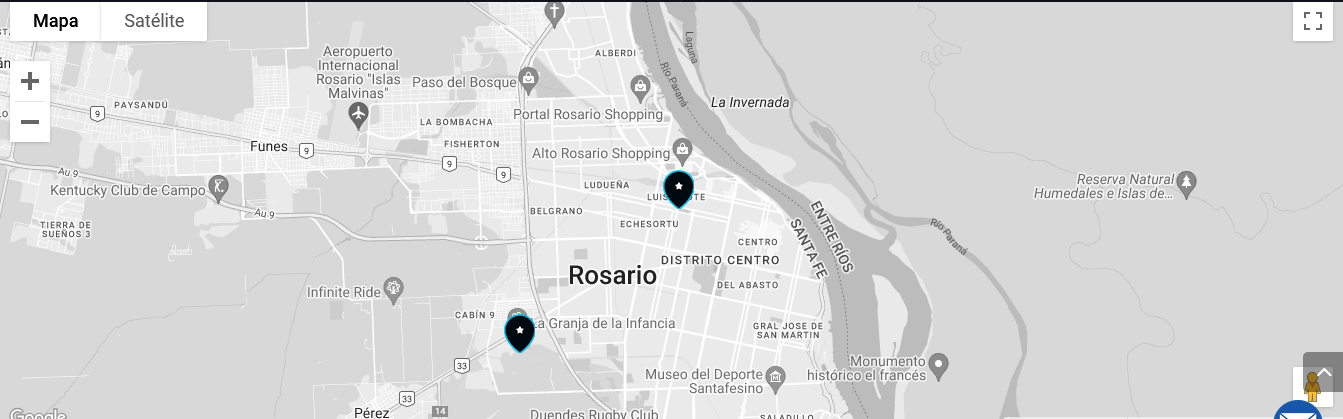 Mapa
Satélite
ALBERDI
Laguna
Río Paraná
Aeropuerto
Internacional
Rosario "Islas
Malvinas"
Paso del Bosque
Portal Rosario Shopping
La Invernada
PAYSANDÚ
9
LA BOMBACHA
FISHERTON
Funes
9
9
9
Alto Rosario Shopping
Au 9
Kentucky Club de Campo
Au 9
LUDUEÑA
Reserva Natural
Humedales e Islas de...
TIERRA DE
SUEÑOS 3
BELGRANO
ECHESORTU
ENTRE RÍOS
SANTA FE
Río Paraná
CENTRO
DISTRITO CENTRO
Rosario
DEL ABASTO
Infinite Ride
CABÍN 9
La Granja de la Infancia
GRAL JOSE DE
SAN MARTIN
33
Monumento
histórico el francés
Museo del Deporte
Santafesino
33
14
Pérez
Duendes Rugby Club
SALADILLO
Google